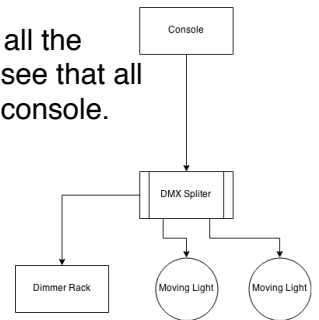 all the
see that all
console.
Console
DMX Spliter
Dimmer Rack
Moving Light
Moving Light